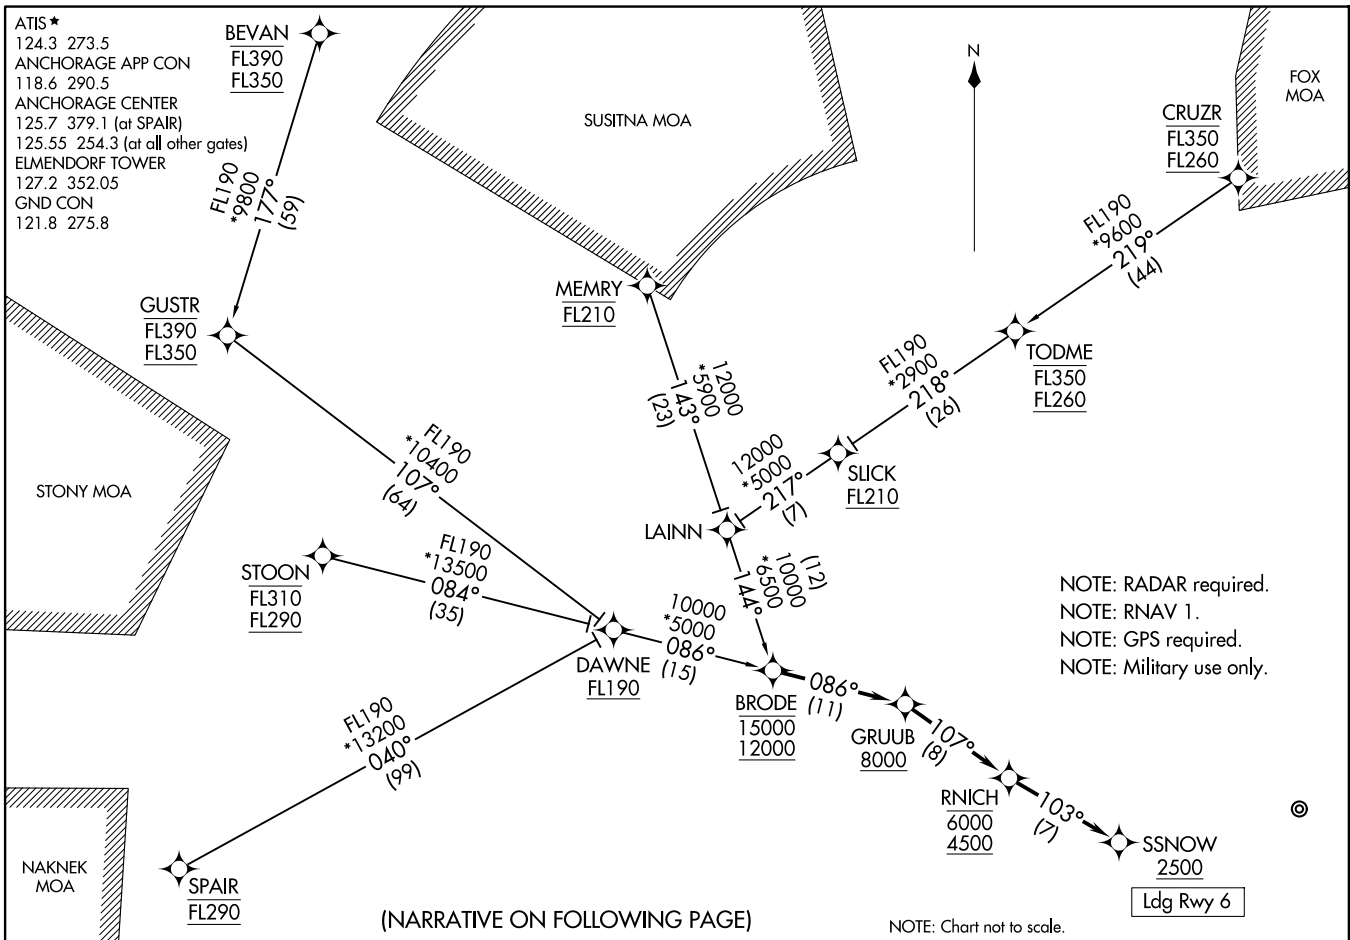 ATIS ★
124.3 273.5
ANCHORAGE APP CON
118.6 290.5
ANCHORAGE CENTER
125.7 379.1 (at SPAIR)
125.55 254.3 (at all other gates)
ELMENDORF TOWER
127.2 352.05
GND CON
121.8 275.8
BEVAN
FL390
FL350
FL190
*9800
177°
(59)
SUSITNA MOA
N
FOX
MOA
CRUZR
FL350
FL260
FL190
*9600
219°
(44)
GUSTR
FL390
FL350
MEMRY
FL210
TODME
FL350
FL260
FL190
*2900
218°
(26)
12000
*5900
143°
(23)
STONY MOA
FL190
*10400
107°
(64)
12000
*5000
217°
(7)
SLICK
FL210
LAINN
STOON
FL310
FL290
FL190
*13500
084°
(35)
(12)
10000
*6500
144°
NOTE: RADAR required.
NOTE: RNAV 1.
NOTE: GPS required.
NOTE: Military use only.
10000
*5000
086°
(15)
DAWNE
FL190
FL190
*13200
040°
(99)
BRODE
15000
12000
086°
(11)
GRUUB
8000
107°
(8)
RNICH
6000
4500
103°
(7)
SSNOW
2500
Ldg Rwy 6
NAKNEK
MOA
SPAIR
FL290
(NARRATIVE ON FOLLOWING PAGE)
NOTE: Chart not to scale.